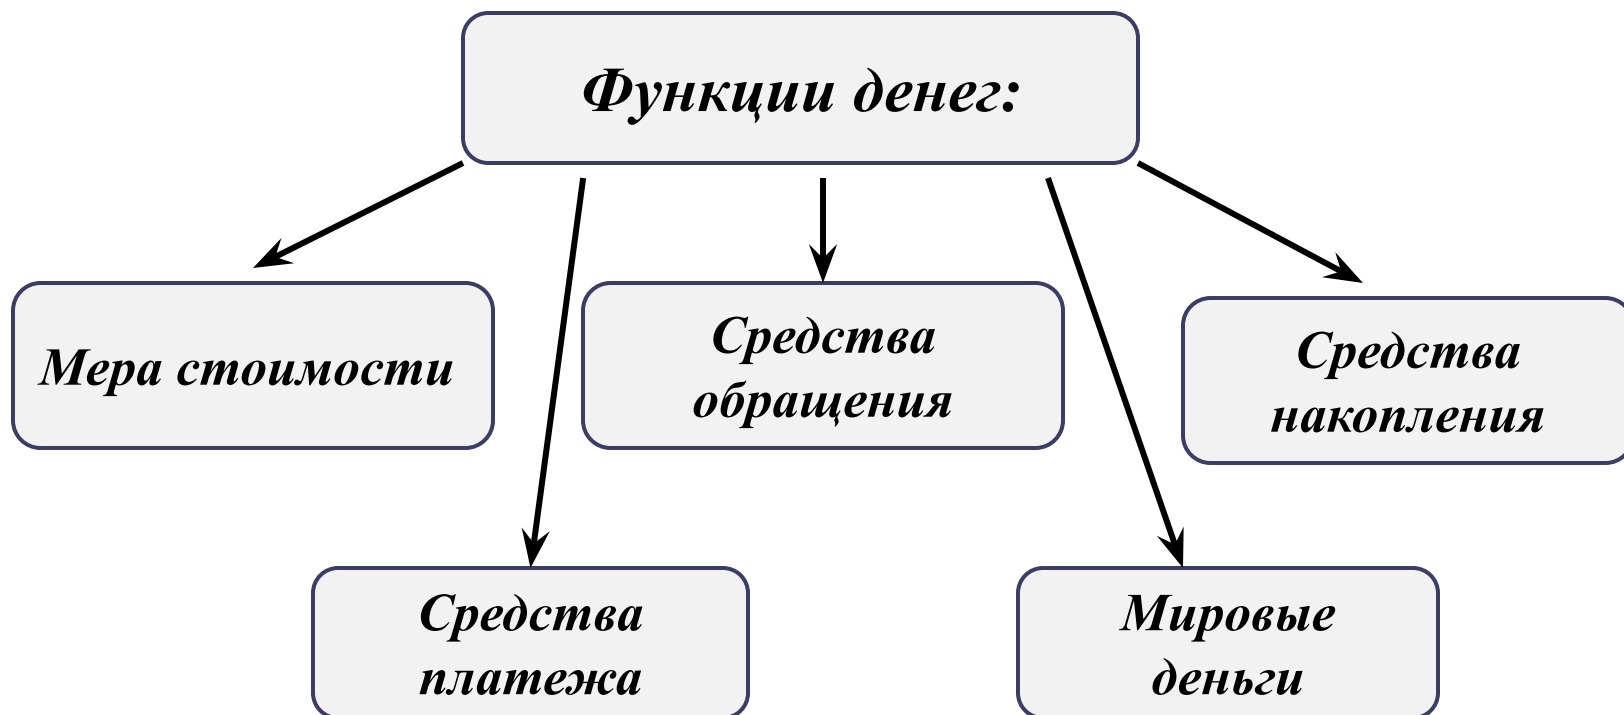 Функции денег:
Мера стоимости
Средства
обращения
Средства
накопления
Средства
платежа
Мировые
деньги